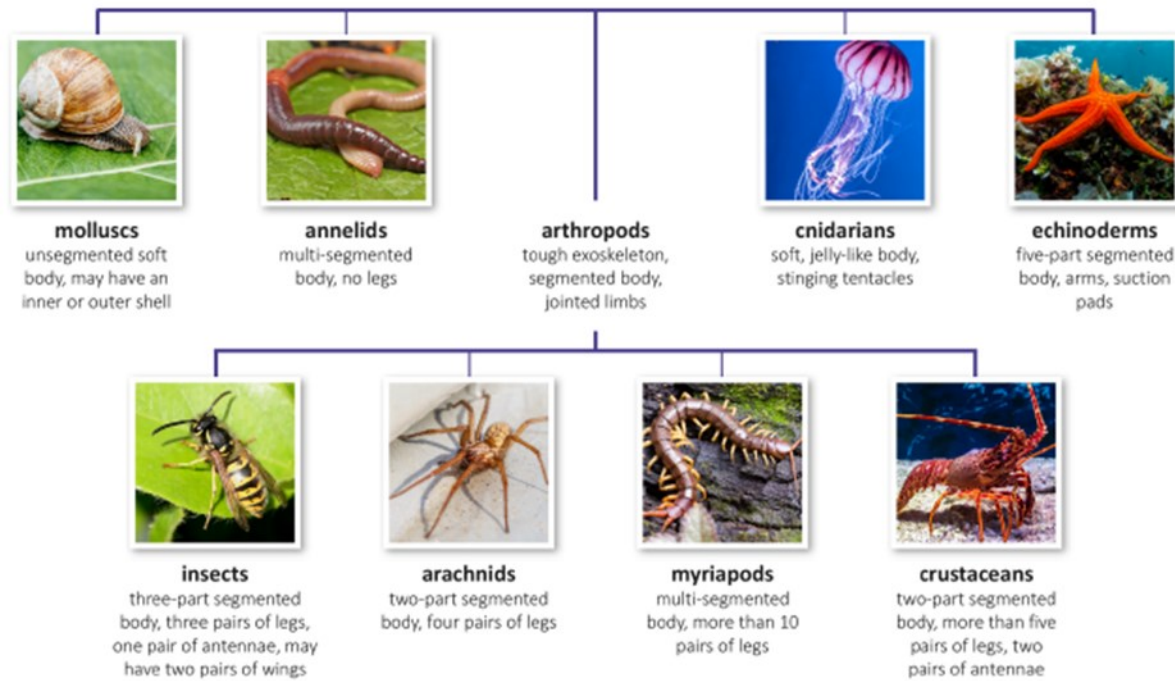 molluscs
unsegmented soft
body, may have an
inner or outer shell
annelids
multi-segmented
body, no legs
arthropods
tough exoskeleton,
segmented body,
jointed limbs
cnidarians
soft, jelly-like body,
stinging tentacles
echinoderms
five-part segmented
body, arms, suction
pads
insects
three-part segmented
body, three pairs of legs,
one pair of antennae, may
have two pairs of wings
arachnids
two-part segmented
body, four pairs of legs
myriapods
multi-segmented
body, more than 10
pairs of legs
crustaceans
two-part segmented
body, more than five
pairs of legs, two
pairs of antennae